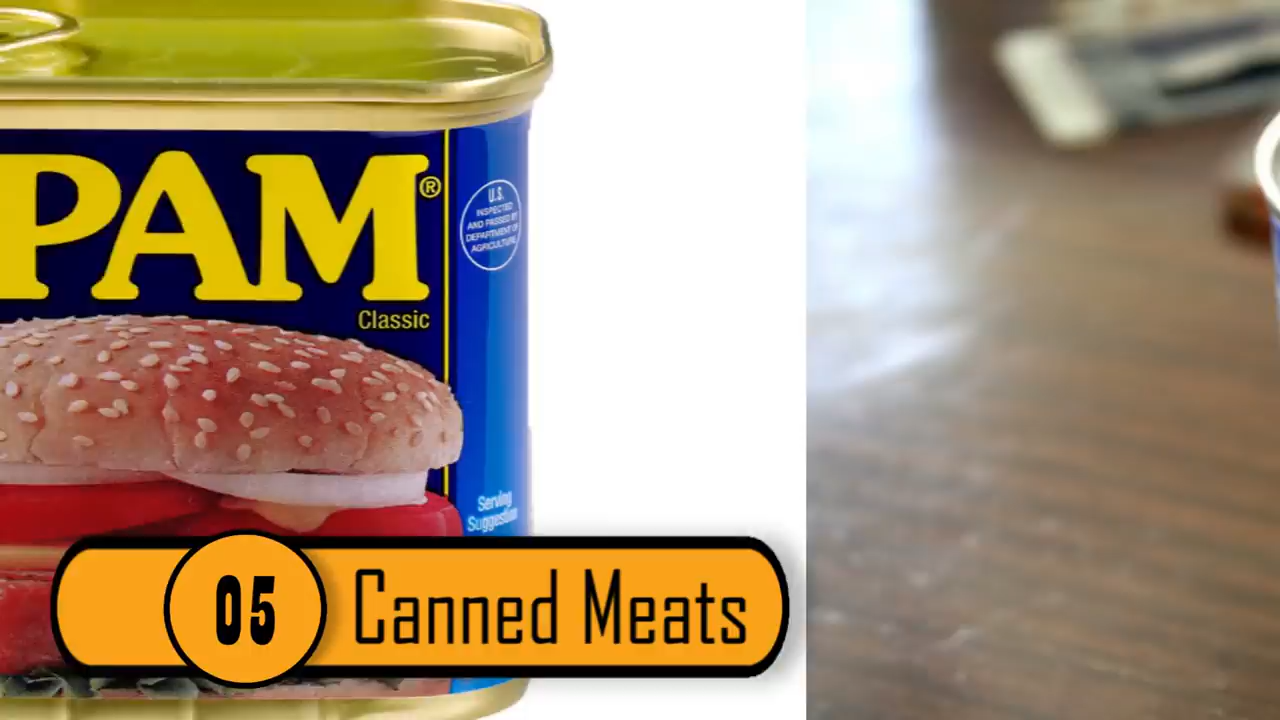 PAM®
Classic
U.S.
INSPECTED
AND PASSED BY
DEPARTMENT OF
AGRICULTURE
Serving
Suggestion
05 Canned Meats